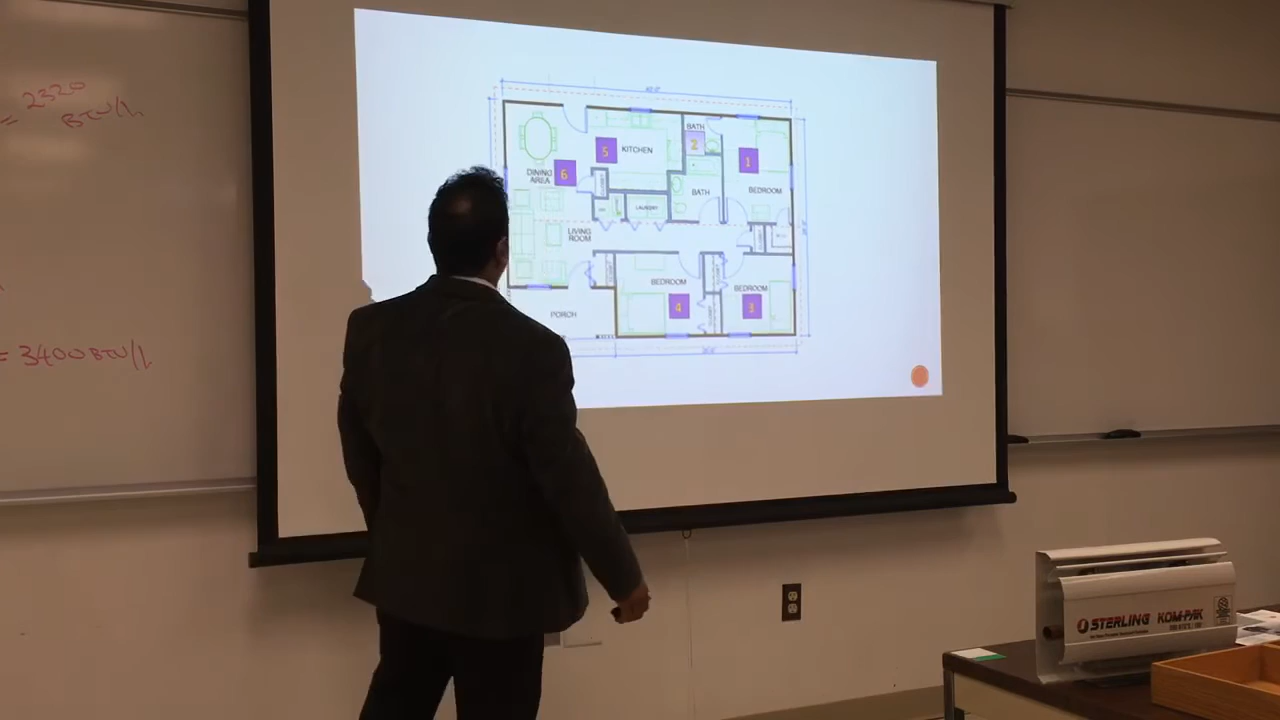 = 2320
BTU/h
= 3400 BTU/h
BATH
2
1
5
KITCHEN
6
DINING
AREA
BEDROOM
BATH
LAUNDRY
LIVING
ROOM
BEDROOM
4
BEDROOM
3
PORCH
STERLING KOM-PAK